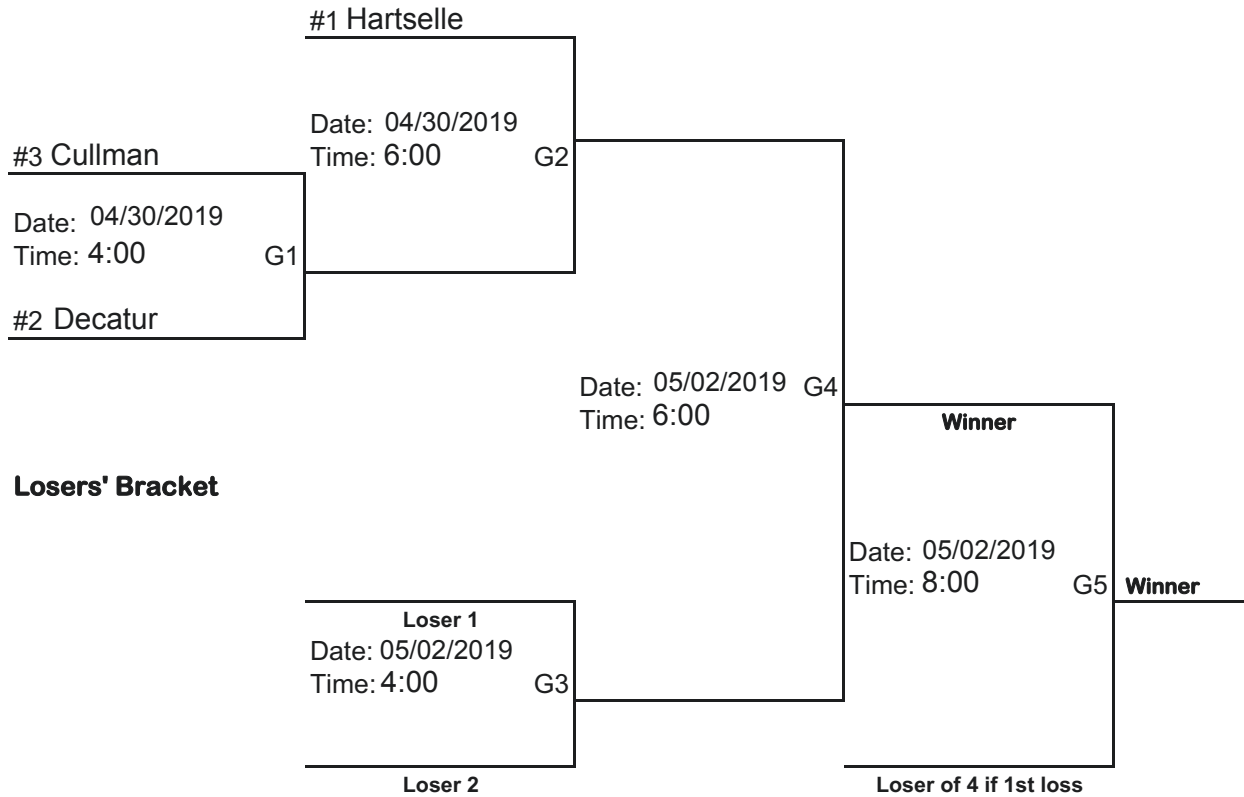 #1 Hartselle
Date: 04/30/2019
Time: 6:00 G2
#3 Cullman
Date: 04/30/2019
Time: 4:00 G1
#2 Decatur
Date: 05/02/2019 G4
Time: 6:00
Winner
Losers' Bracket
Date: 05/02/2019
Time: 8:00 G5 Winner
Loser 1
Date: 05/02/2019
Time: 4:00 G3
Loser 2
Loser of 4 if 1st loss